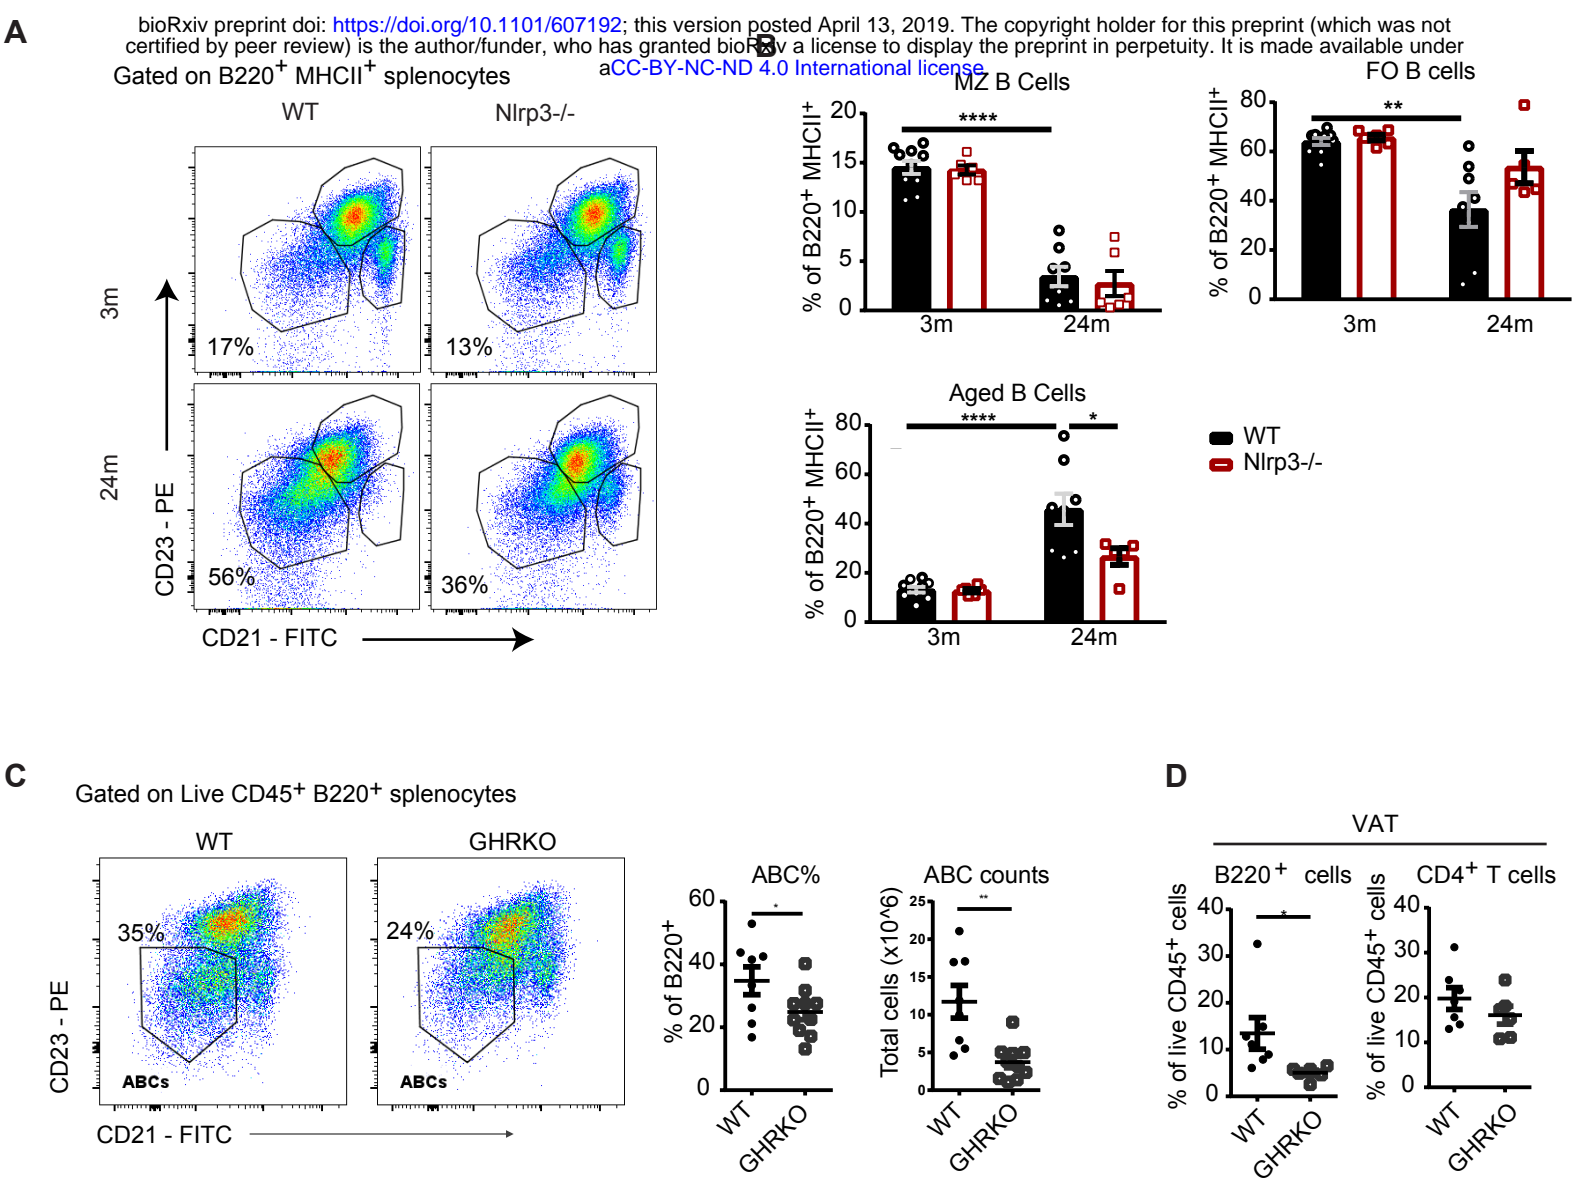 bioRxiv preprint doi: https://doi.org/10.1101/607192; this version posted April 13, 2019. The copyright holder for this preprint (which was not
certified by peer review) is the author/funder, who has granted bioRxiv a license to display the preprint in perpetuity. It is made available under
aCC-BY-NC-ND 4.0 International license.
A
Gated on B220+ MHCII+ splenocytes
WT
Nlrp3-/-
3m
17%
13%
24m
56%
36%
CD23 - PE
CD21 - FITC
B
MZ B Cells
% of B220+ MHCII+
20
15
10
5
0
****
3m
24m
FO B cells
% of B220+ MHCII+
80
60
40
20
0
**
3m
24m
Aged B Cells
% of B220+ MHCII+
80
60
40
20
0
****
*
3m
24m
WT
Nlrp3-/-
C
Gated on Live CD45+ B220+ splenocytes
WT
GHRKO
35%
24%
ABCs
ABCs
CD23 - PE
CD21 - FITC
ABC%
% of B220+
60
40
20
0
*
WT
GHRKO
ABC counts
Total cells (x10^6)
25
20
15
10
5
0
**
WT
GHRKO
D
VAT
B220+ cells
% of live CD45+ cells
40
30
20
10
0
*
WT
GHRKO
CD4+ T cells
% of live CD45+ cells
40
30
20
10
0
WT
GHRKO